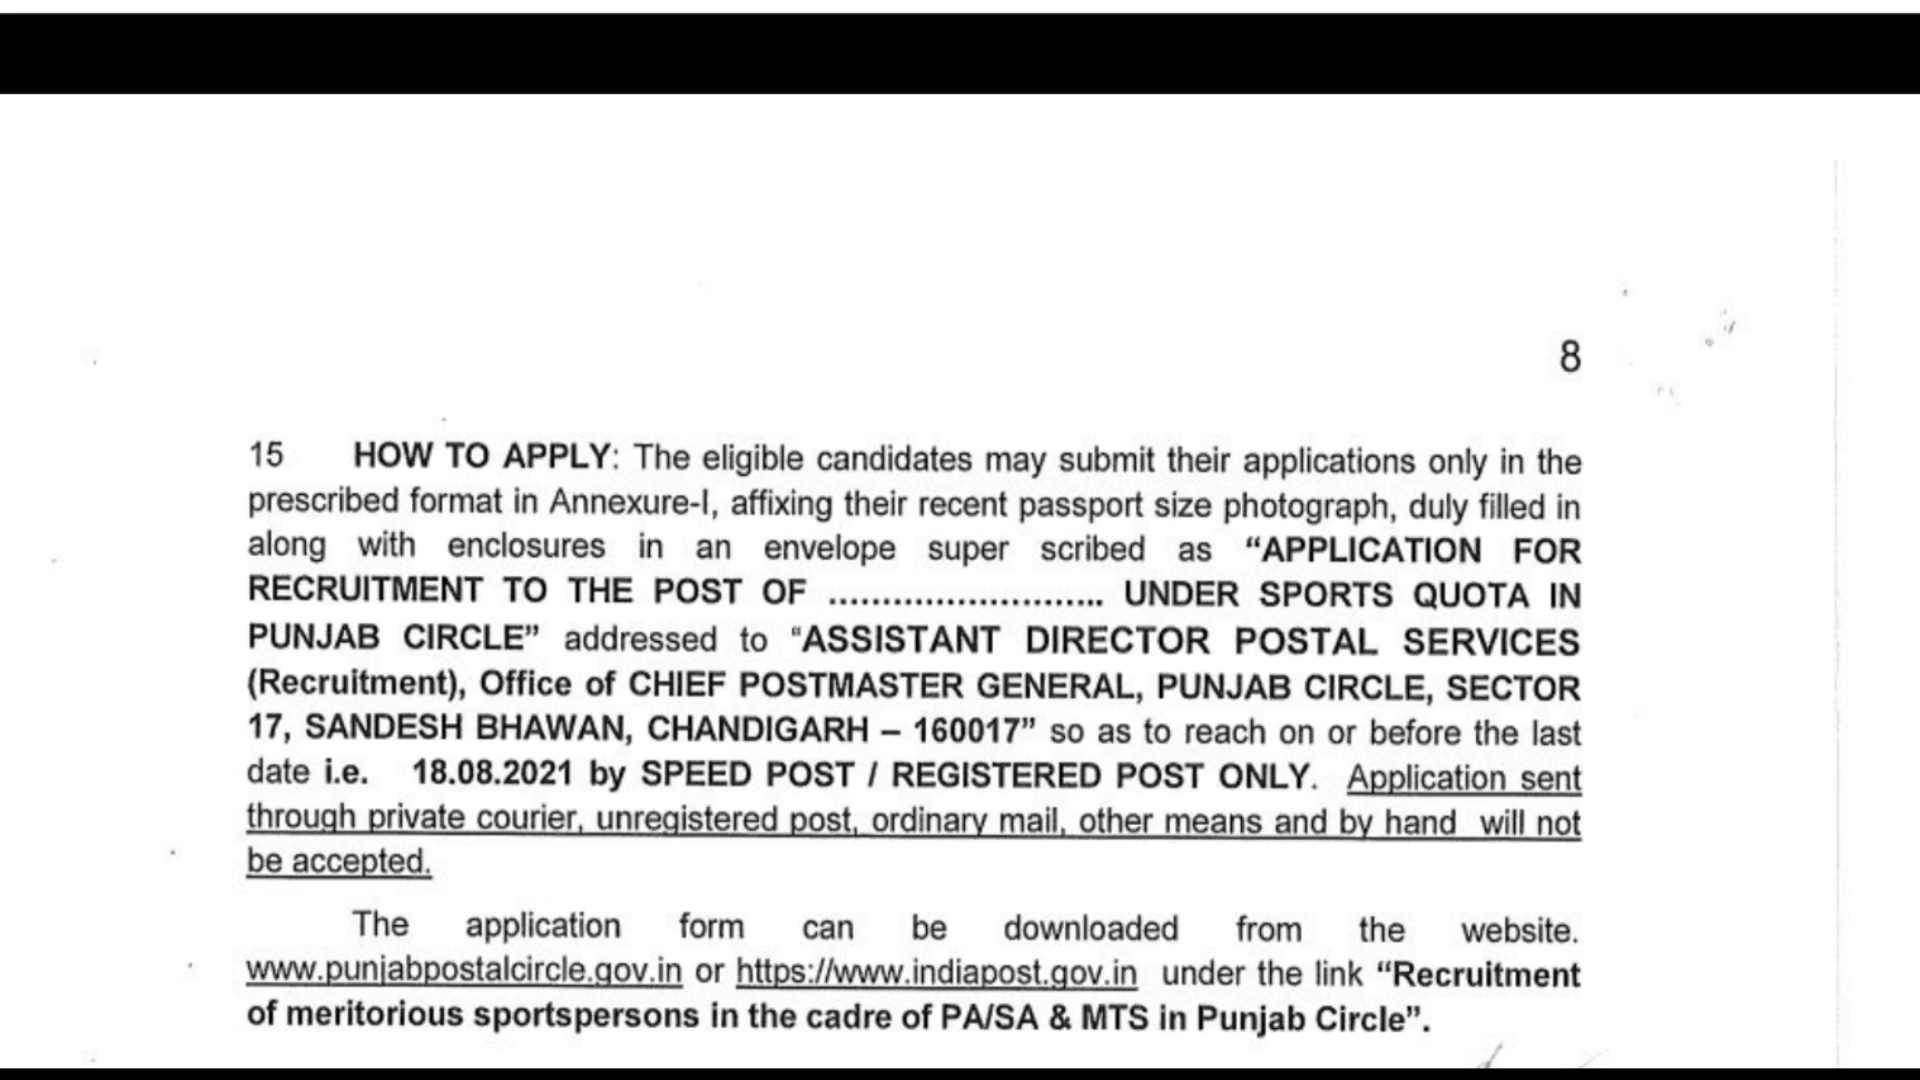 8
15 HOW TO APPLY: The eligible candidates may submit their applications only in the
prescribed format in Annexure-I, affixing their recent passport size photograph, duly filled in
along with enclosures in an envelope super scribed as “APPLICATION FOR
RECRUITMENT TO THE POST OF .......................... UNDER SPORTS QUOTA IN
PUNJAB CIRCLE” addressed to “ASSISTANT DIRECTOR POSTAL SERVICES
(Recruitment), Office of CHIEF POSTMASTER GENERAL, PUNJAB CIRCLE, SECTOR
17, SANDESH BHAWAN, CHANDIGARH – 160017” so as to reach on or before the last
date i.e. 18.08.2021 by SPEED POST / REGISTERED POST ONLY. Application sent
through private courier, unregistered post, ordinary mail, other means and by hand will not
be accepted.
The application form can be downloaded from the website.
www.punjabpostalcircle.gov.in or https://www.indiapost.gov.in under the link “Recruitment
of meritorious sportspersons in the cadre of PA/SA & MTS in Punjab Circle”.